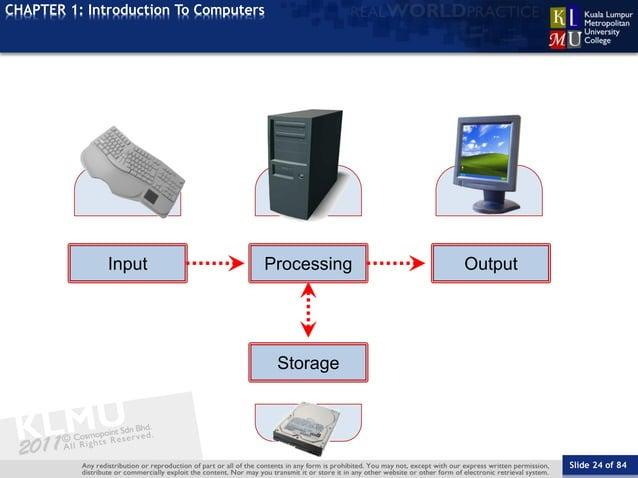 CHAPTER 1: Introduction To Computers
REALWORLDPRACTICE
KLMU
Kuala Lumpur
Metropolitan
University
College
Input
Processing
Output
Storage
KLMU
2011© Cosmopoint Sdn Bhd.
All Rights Reserved.
Any redistribution or reproduction of part or all of the contents in any form is prohibited. You may not, except with our express written permission,
distribute or commercially exploit the content. Nor may you transmit it or store it in any other website or other form of electronic retrieval system.
Slide 24 of 84